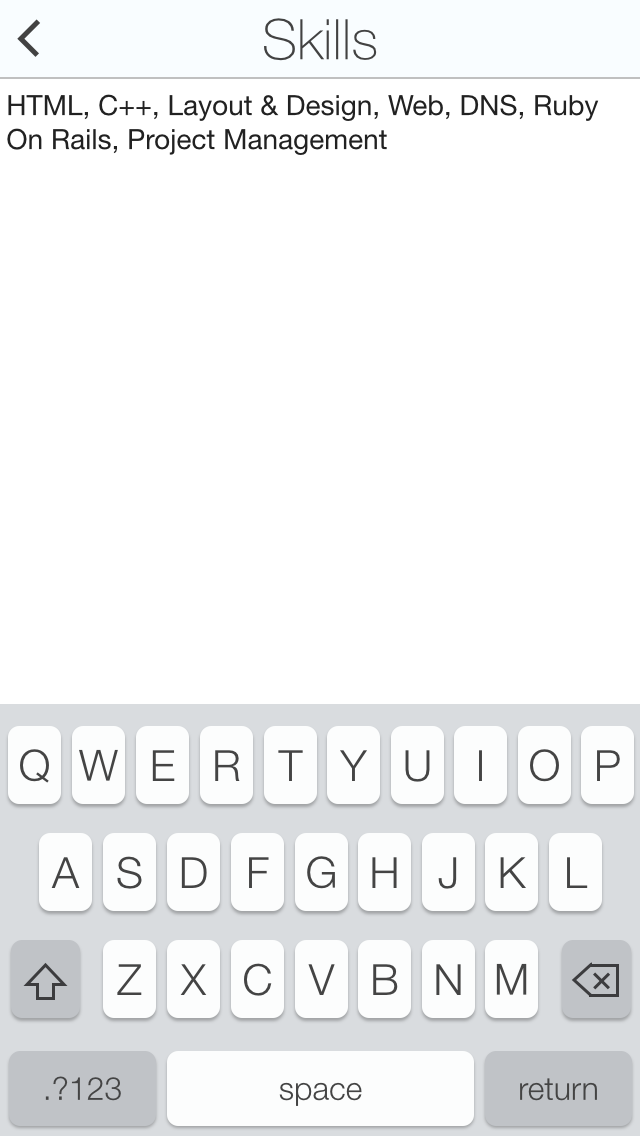 Skills
HTML, C++, Layout & Design, Web, DNS, Ruby
On Rails, Project Management
Q W E R T Y U I O P
A S D F G H J K L
Z X C V B N M
.?123 space return